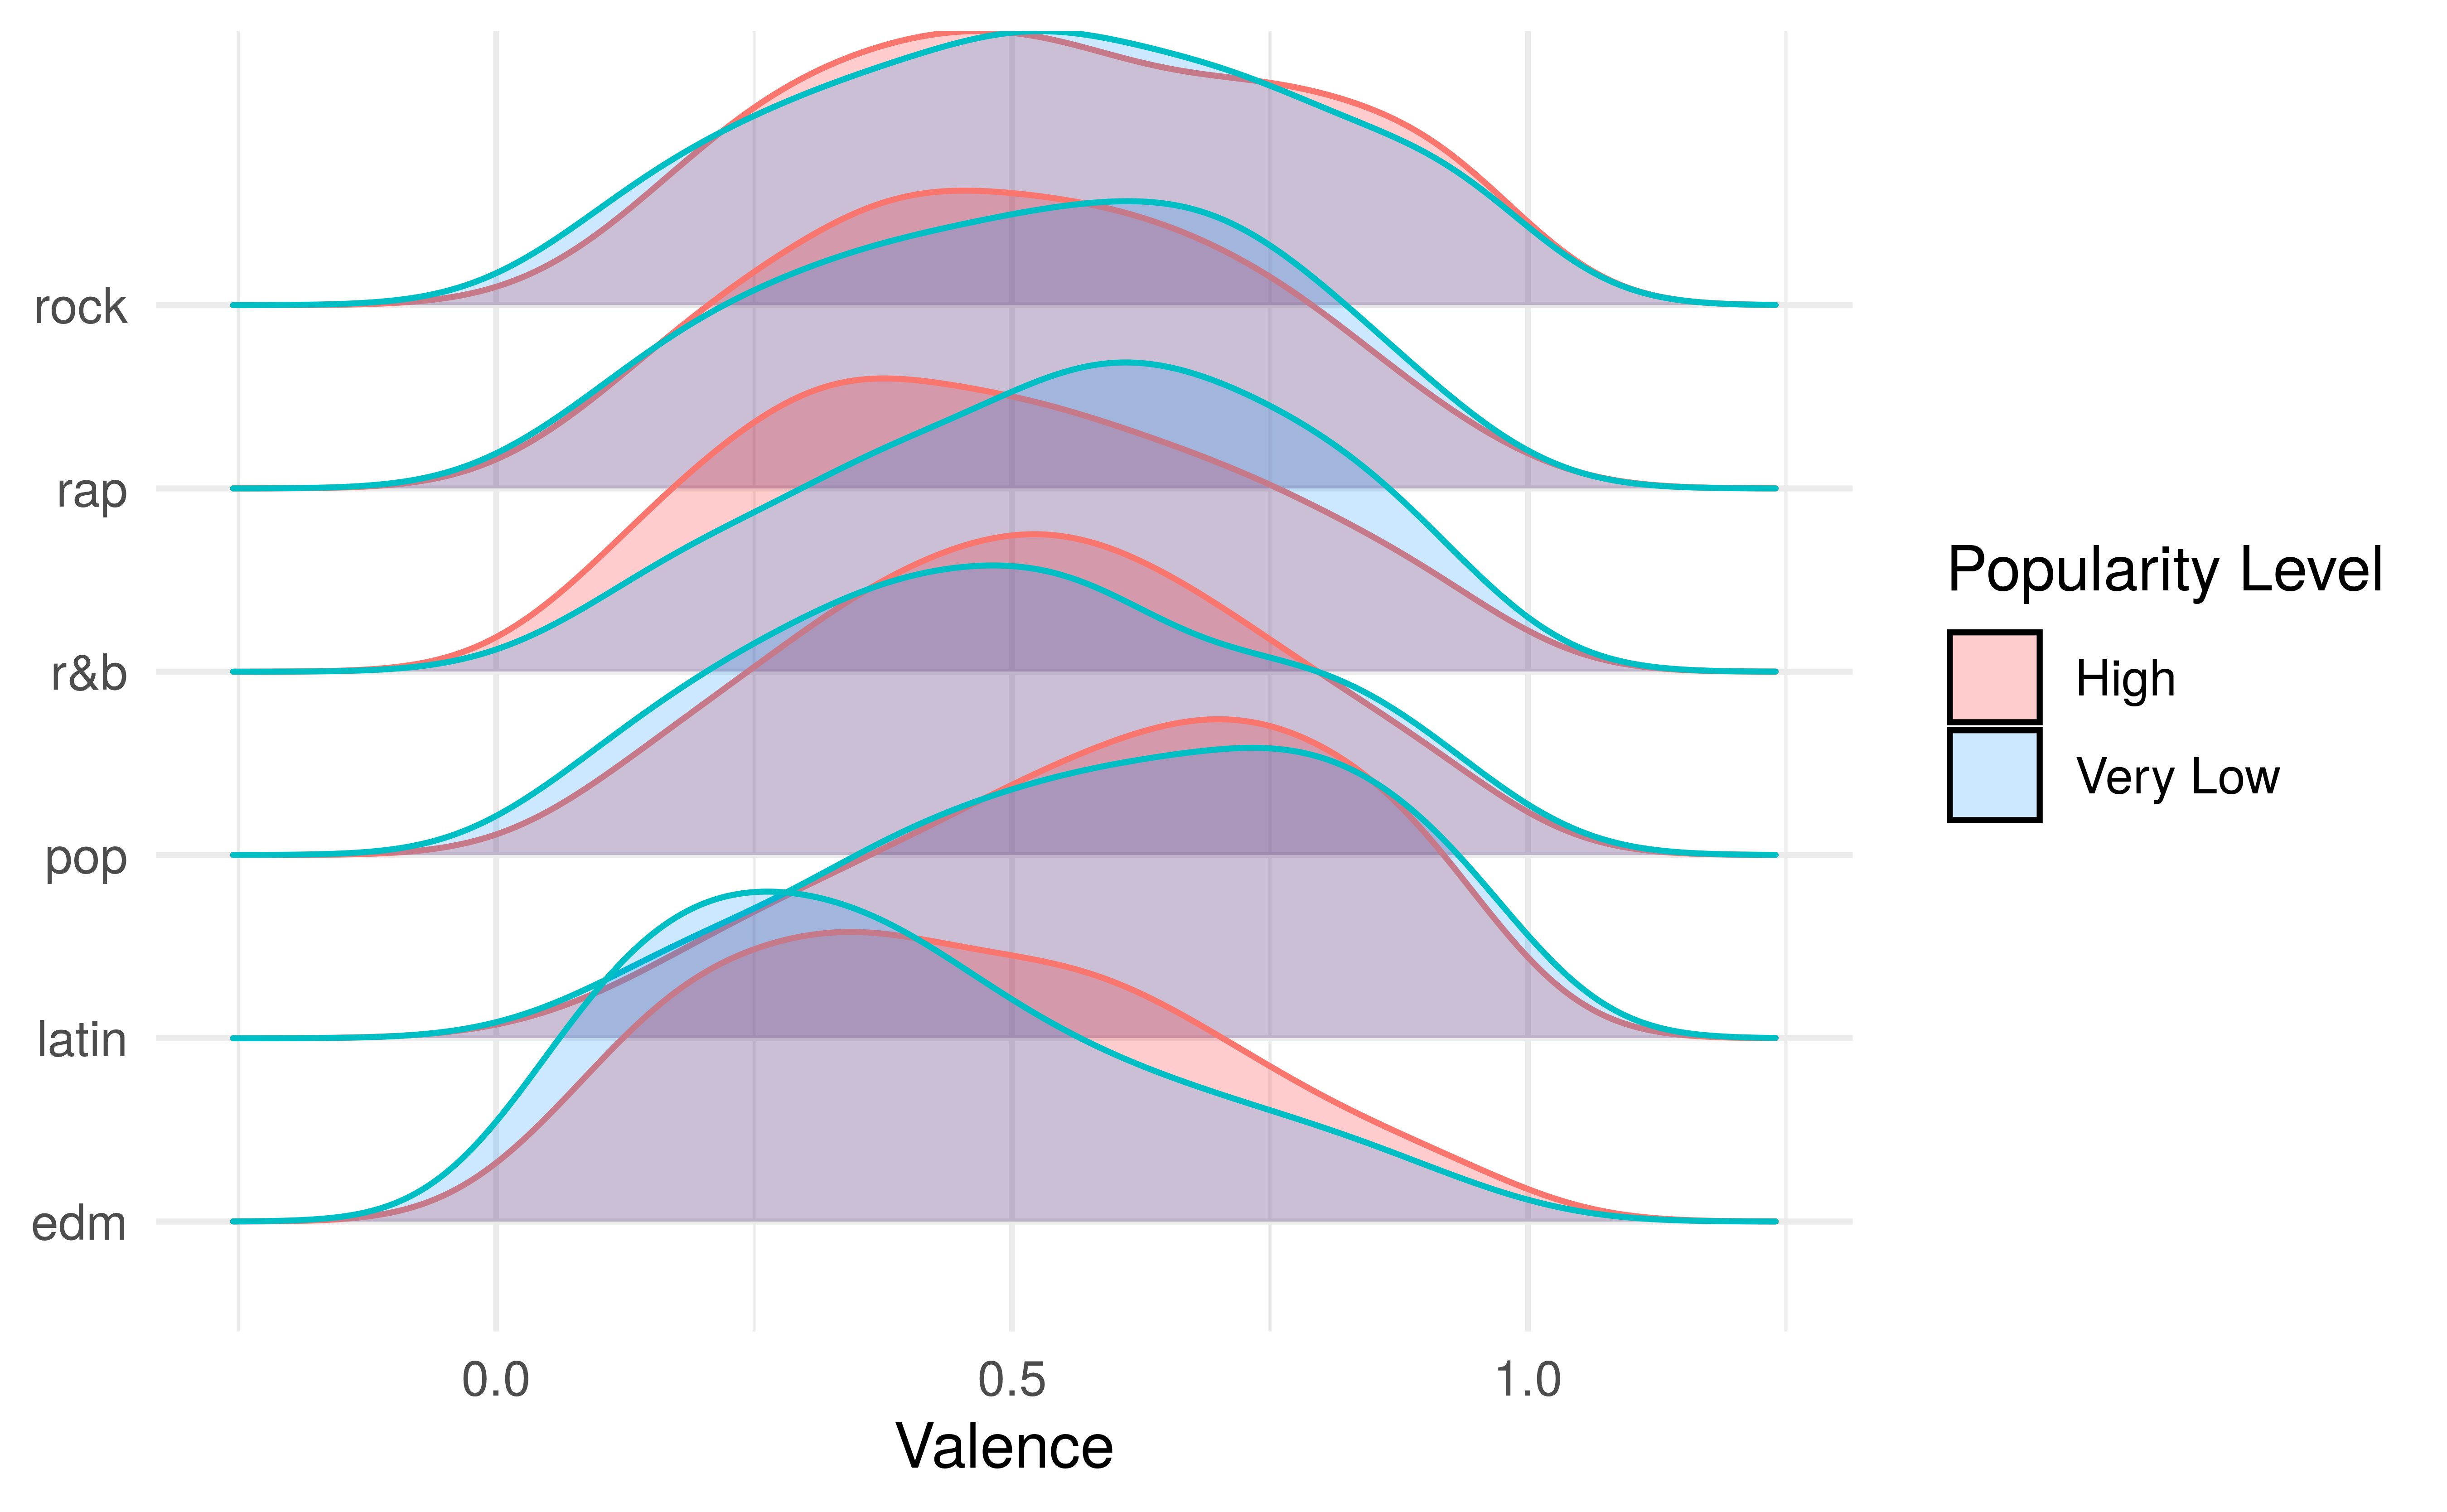 rock
rap
r&b
pop
latin
edm
0.0 0.5 1.0
Valence
Popularity Level
High
Very Low